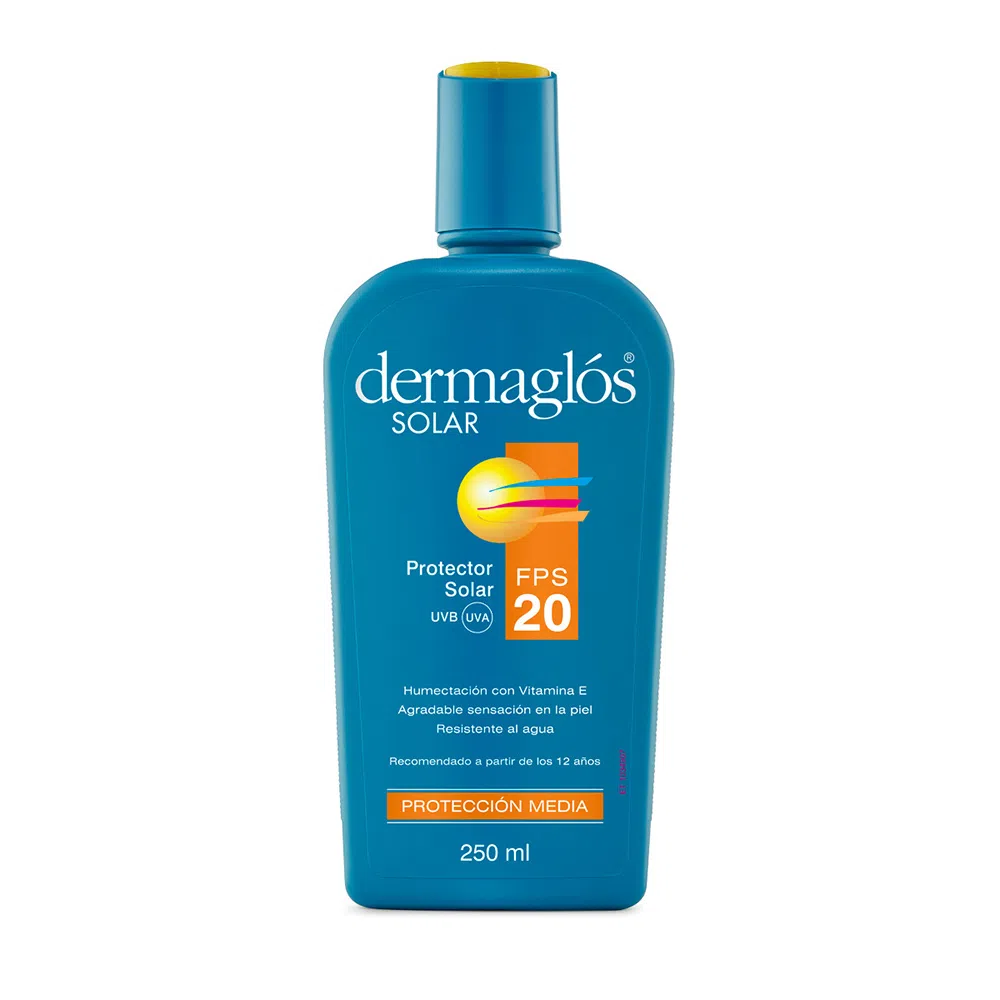 dermaglós®
SOLAR
Protector
Solar
UVB UVA
FPS
20
Humectación con Vitamina E
Agradable sensación en la piel
Resistente al agua
Recomendado a partir de los 12 años
PROTECCIÓN MEDIA
250 ml